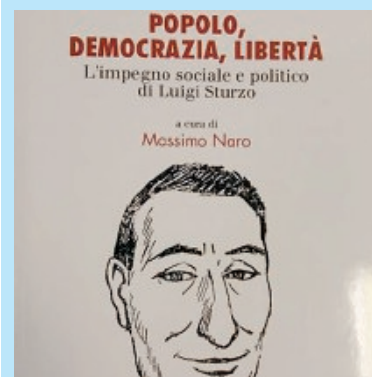 POPOLO,
DEMOCRAZIA, LIBERTÀ
L'impegno sociale e politico
di Luigi Sturzo
a cura di
Massimo Naro